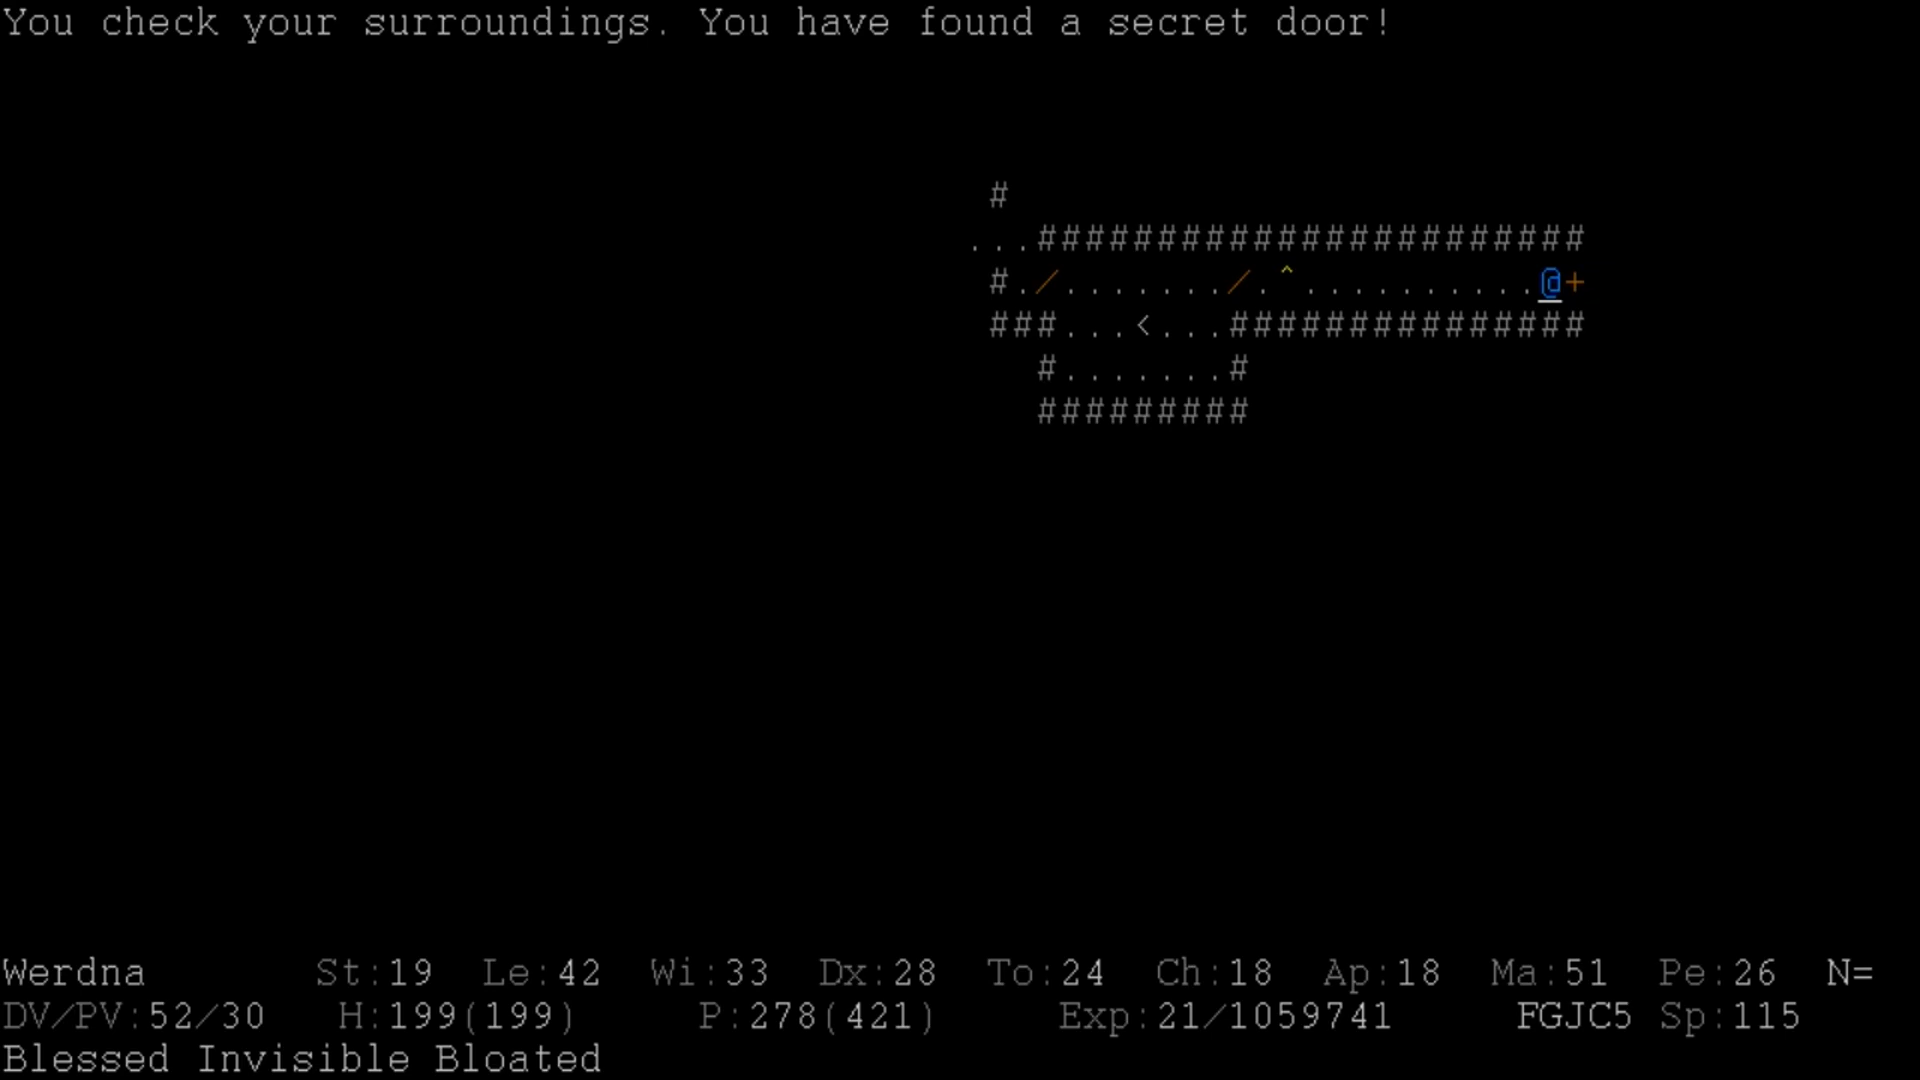 You check your surroundings. You have found a secret door!
#
...#######################
#./.......⁄.^..........@+
###...<...###############
#.......#
#########
Werdna St:19 Le:42 Wi:33 Dx:28 To:24 Ch:18 Ap:18 Ma:51 Pe:26 N=
DV/PV:52/30 H:199(199) P:278(421) Exp:21/1059741 FGJC5 Sp:115
Blessed Invisible Bloated